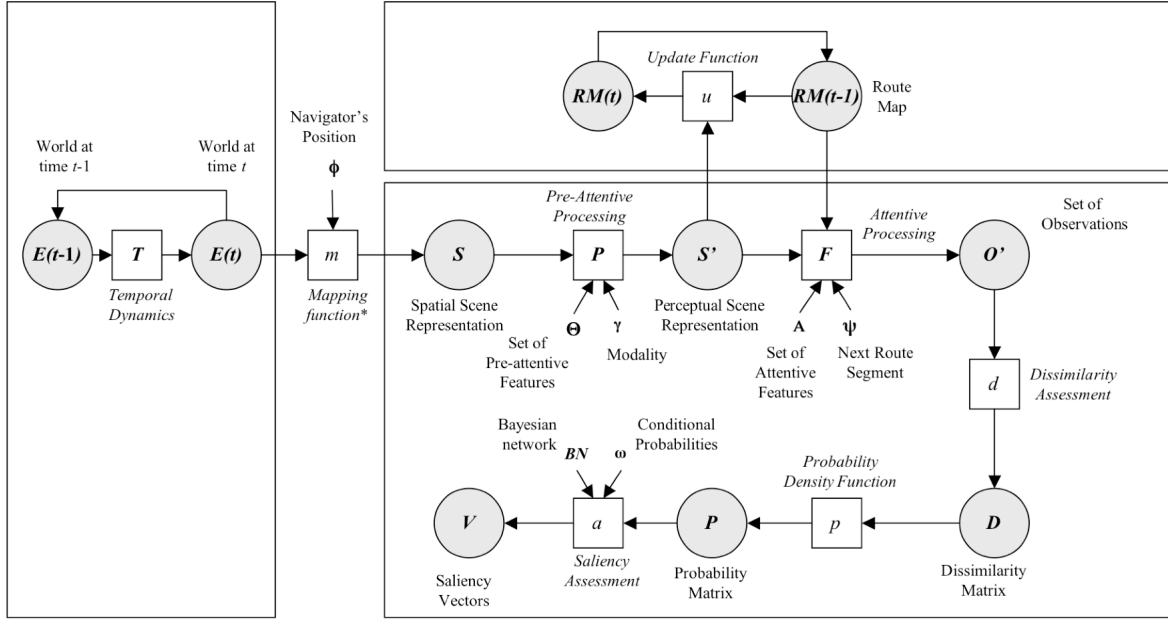 Update Function
RM(t)
u
RM(t-1)
Route
Map
World at
time t-1
World at
time t
Navigator's
Position
ϕ
E(t-1)
T
E(t)
m
Temporal
Dynamics
Mapping
function*
Pre-Attentive
Processing
Attentive
Processing
Set of
Observations
S
P
S'
F
O'
Spatial Scene
Representation
Perceptual Scene
Representation
Θ
γ
Set of
Pre-attentive
Features
Modality
A
ψ
Set of
Attentive
Features
Next Route
Segment
d
Dissimilarity
Assessment
Bayesian
network
Conditional
Probabilities
BN
ω
Probability
Density Function
V
a
P
p
D
Saliency
Vectors
Saliency
Assessment
Probability
Matrix
Dissimilarity
Matrix